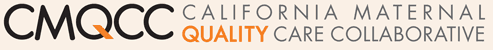 CMQCC CALIFORNIA MATERNAL
QUALITY CARE COLLABORATIVE